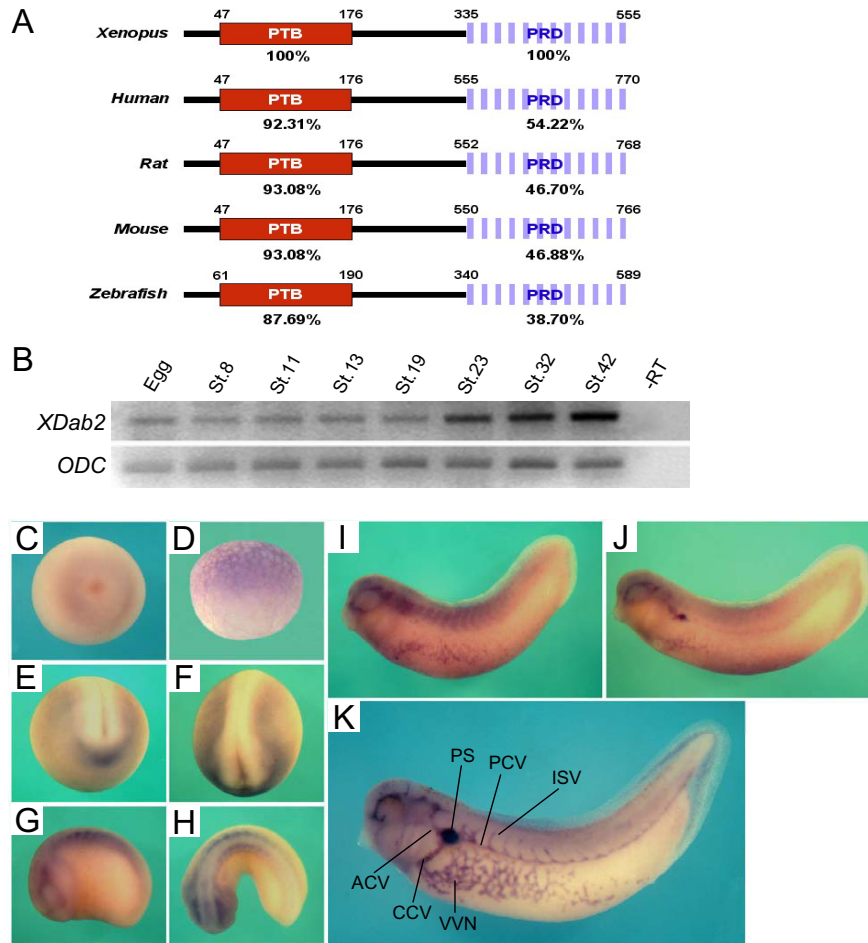 A
47 176 335 555
Xenopus PTB PRD
100% 100%
47 176 555 770
Human PTB PRD
92.31% 54.22%
47 176 552 768
Rat PTB PRD
93.08% 46.70%
47 176 550 766
Mouse PTB PRD
93.08% 46.88%
61 190 340 589
Zebrafish PTB PRD
87.69% 38.70%
B
Egg St.8 St.11 St.13 St.19 St.23 St.32 St.42 -RT
XDab2
ODC
C D I J
E F
K
PS PCV ISV
G H
ACV
CCV VVN